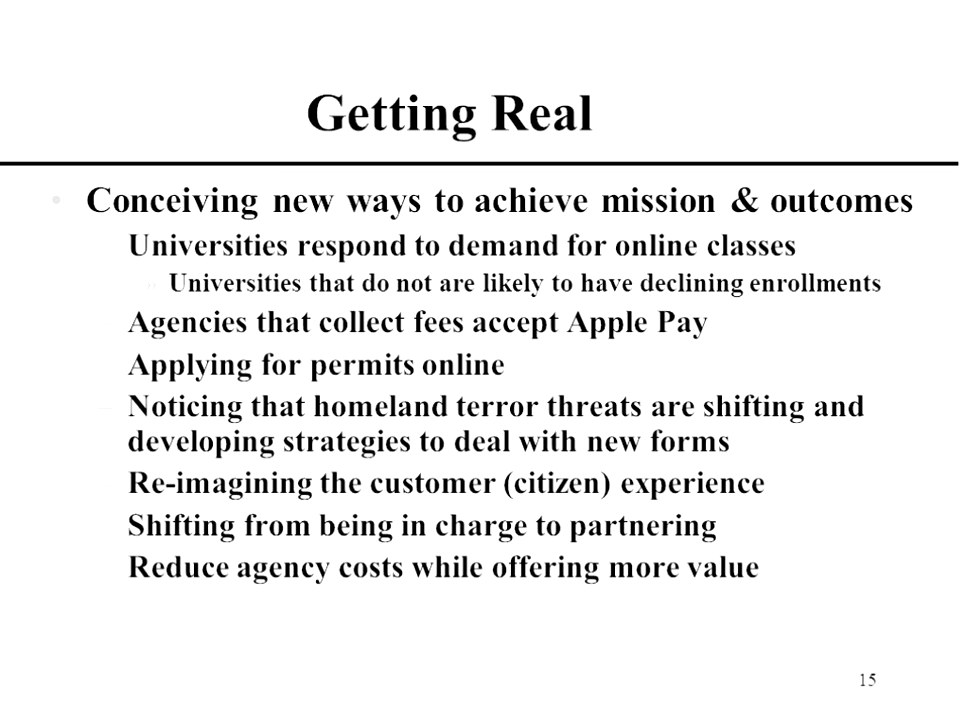 Getting Real
• Conceiving new ways to achieve mission & outcomes
Universities respond to demand for online classes
Universities that do not are likely to have declining enrollments
Agencies that collect fees accept Apple Pay
Applying for permits online
– Noticing that homeland terror threats are shifting and
developing strategies to deal with new forms
Re-imagining the customer (citizen) experience
Shifting from being in charge to partnering
Reduce agency costs while offering more value
15